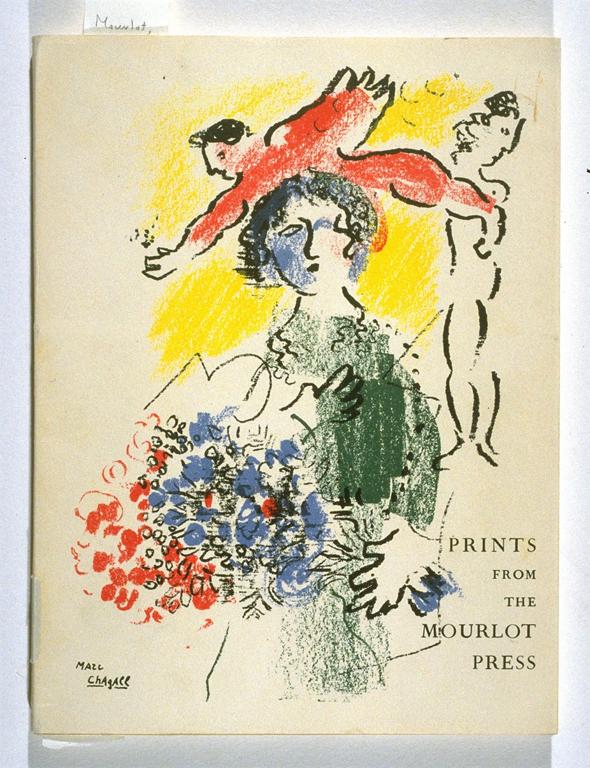 Mourlot,
PRINTS
FROM
THE
MOURLOT
PRESS
MARC
ChAgAll